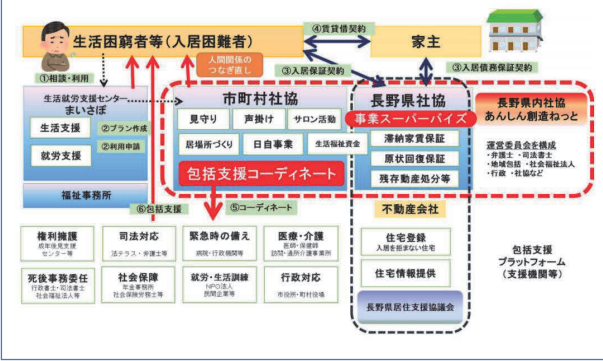 生活困窮者等(入居困難者)
④賃貸借契約
家主
①相談・利用
人間関係の
つなぎ直し
③入居保証契約
③入居債務保証契約
生活就労支援センター
まいさぽ
生活支援
就労支援
②プラン作成
②利用申請
福祉事務所
市町村社協
見守り
声掛け
サロン活動
居場所づくり
日自事業
生活福祉資金
包括支援コーディネート
長野県社協
事業スーパーバイズ
滞納家賃保証
原状回復保証
残存動産処分等
長野県内社協
あんしん創造ねっと
運営委員会を構成
・弁護士 ・司法書士
・地域包括 ・社会福祉法人
・行政 ・社協など
⑥包括支援
⑤コーディネート
権利擁護
成年後見支援
センター等
司法対応
法テラス・弁護士等
緊急時の備え
病院・行政機関等
医療・介護
医師・保健師
訪問・通所介護事業所
死後事務委任
行政書士・司法書士
社会福祉法人等
社会保障
年金事務所
社会保険労務士等
就労・生活訓練
NPO法人
民間企業等
行政対応
市役所・町村役場
不動産会社
住宅登録
入居を拒まない住宅
住宅情報提供
長野県居住支援協議会
包括支援
プラットフォーム
(支援機関等)